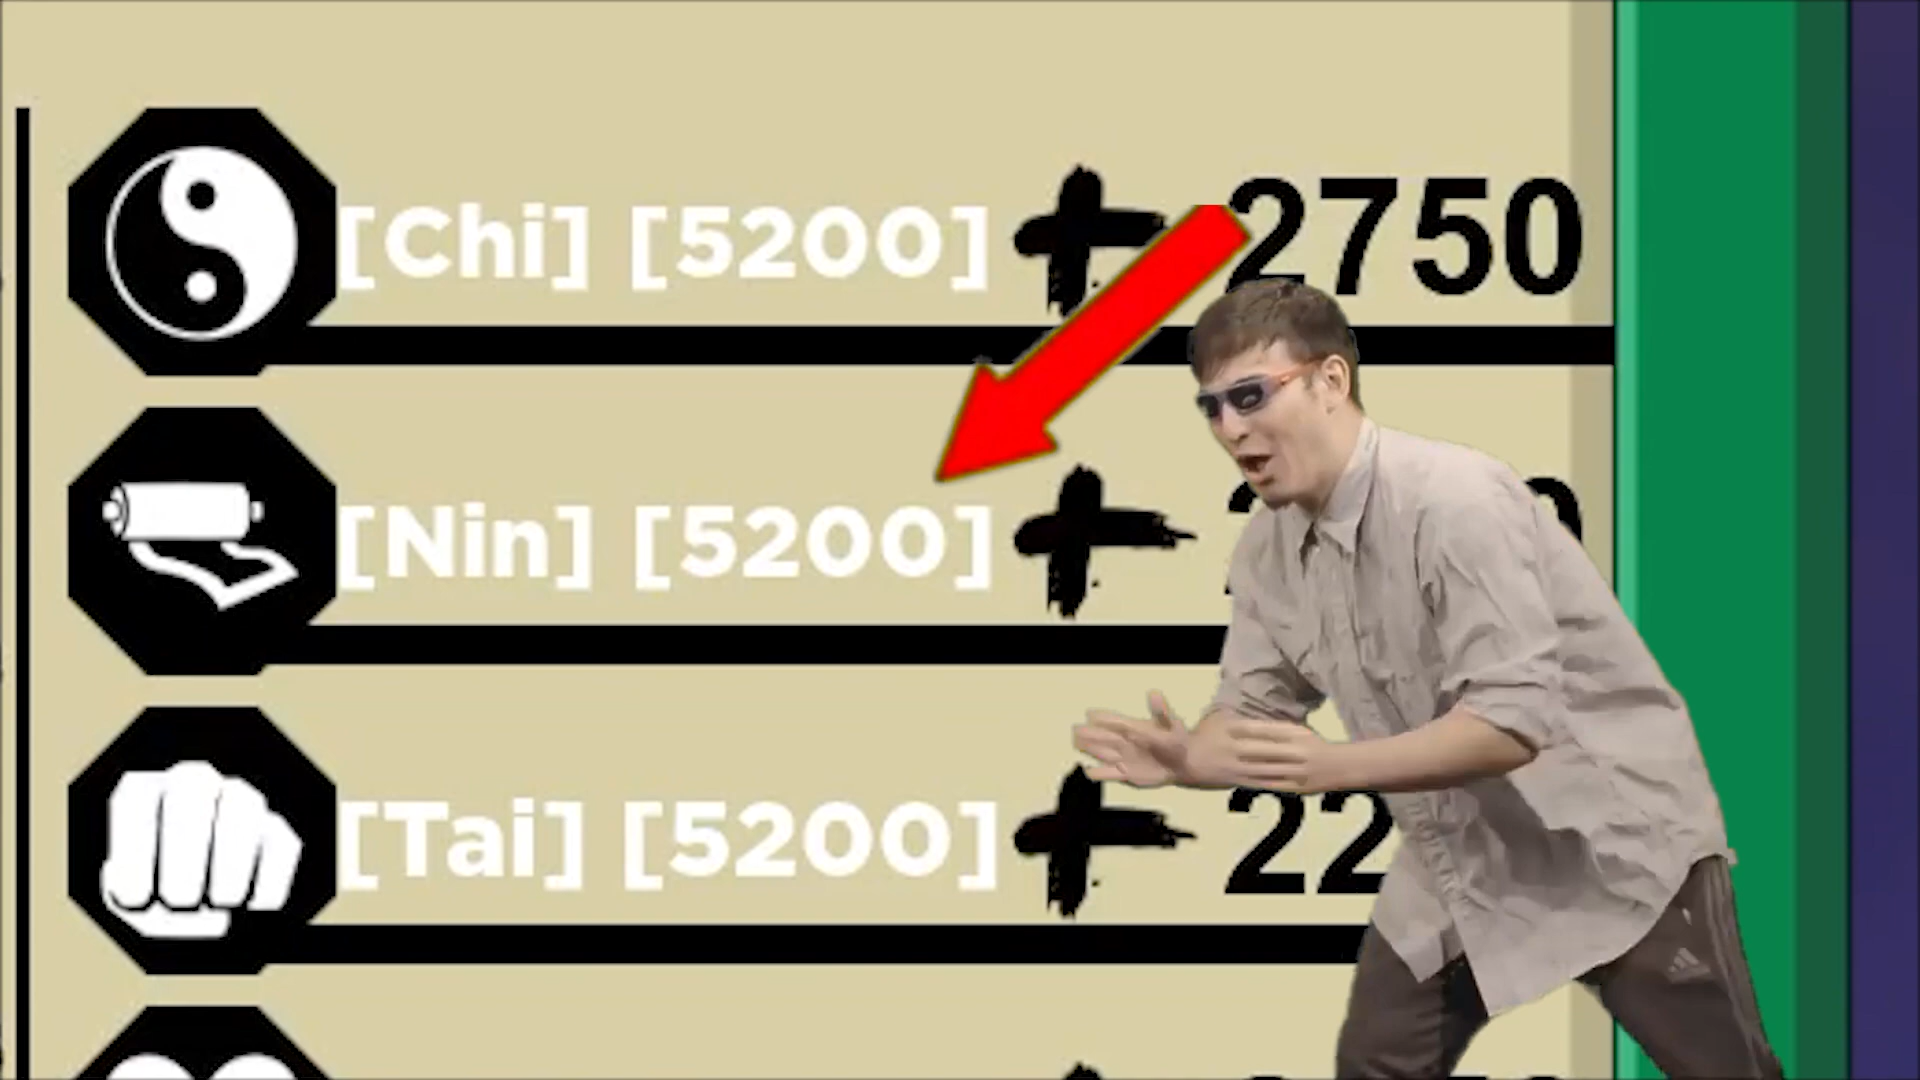 [Chi] [5200] + 2750
[Nin] [5200] +
[Tai] [5200] + 22